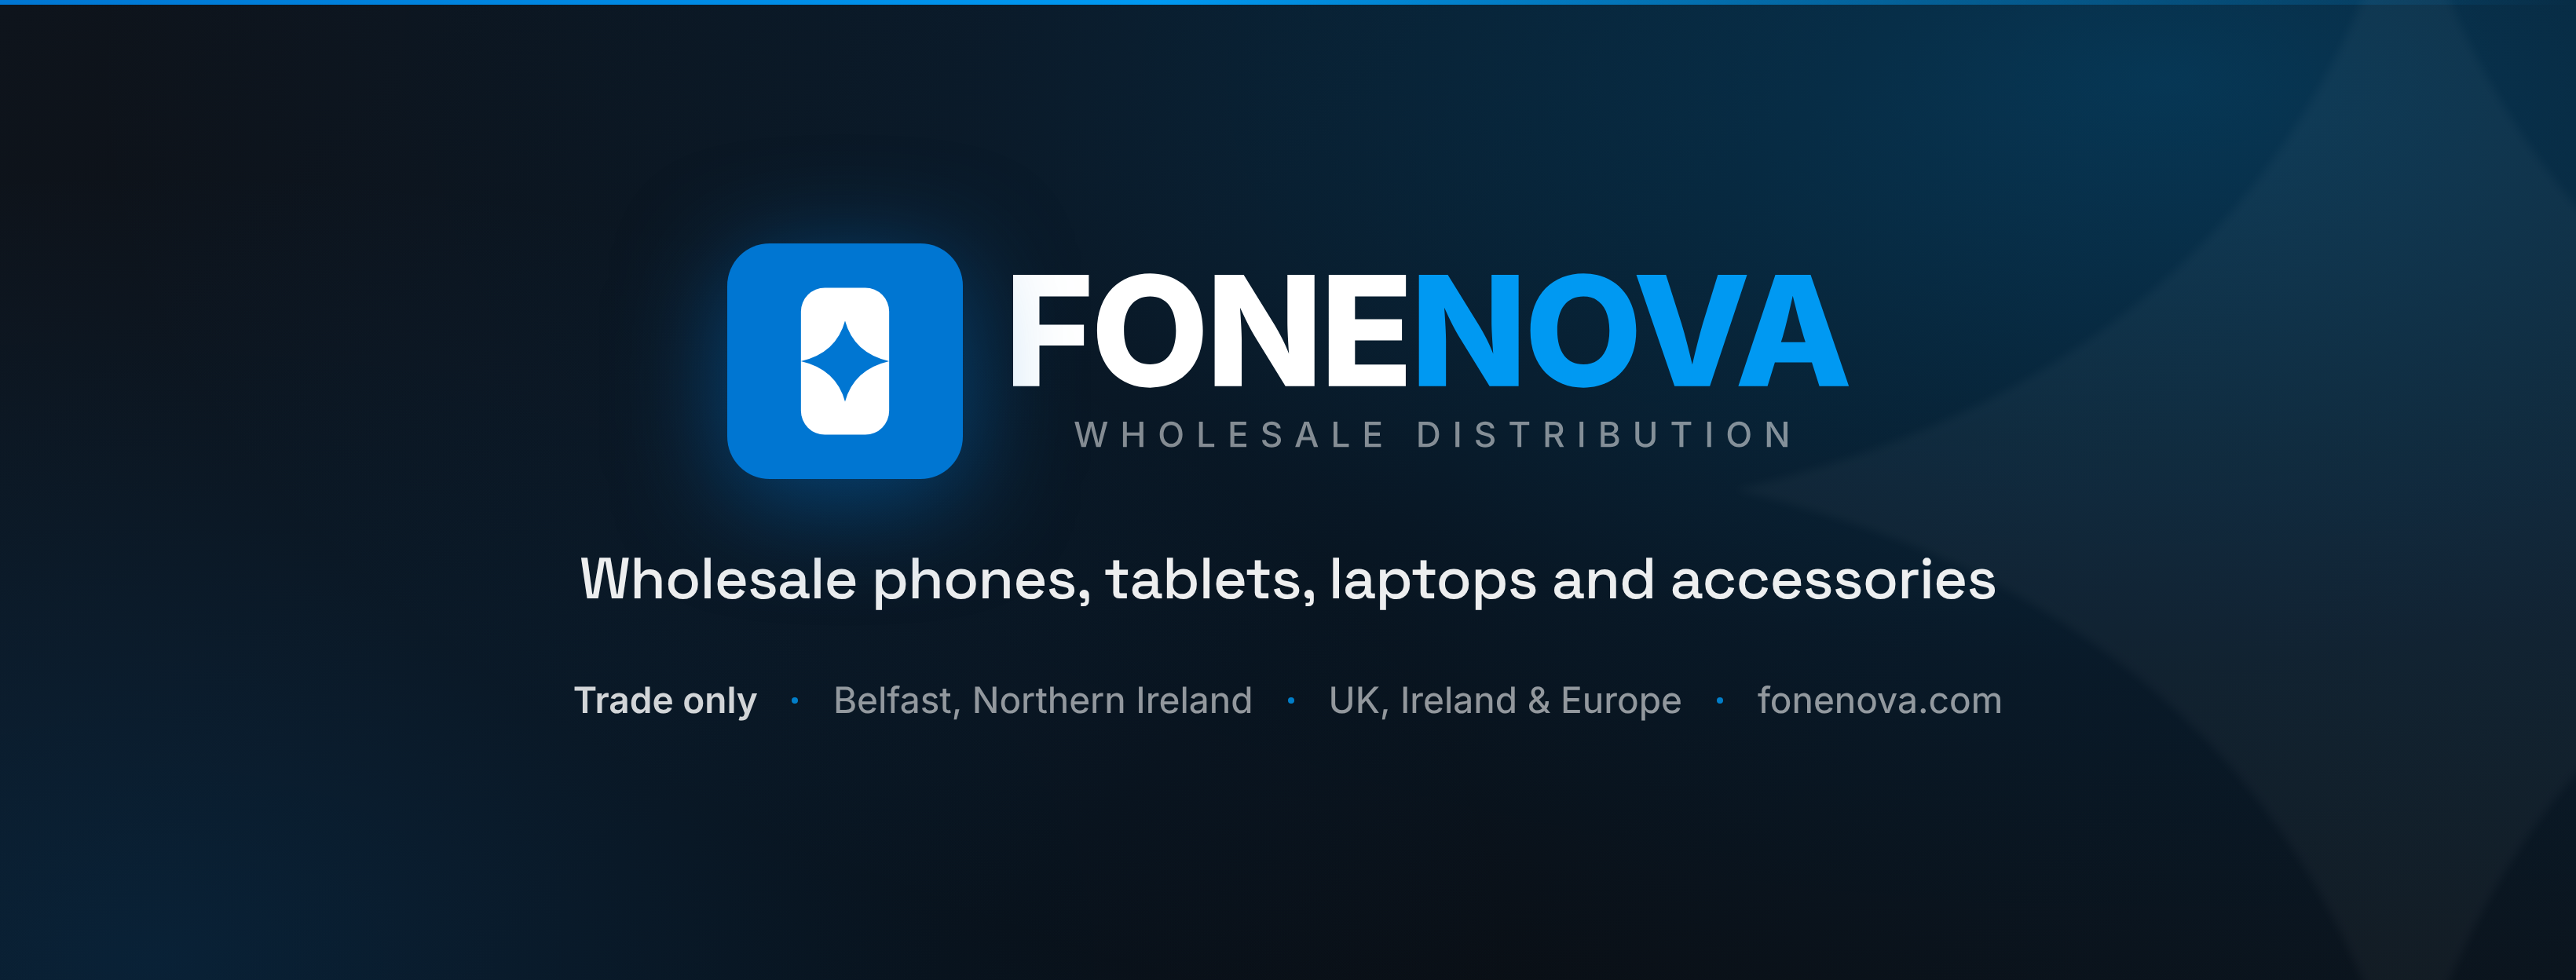 FONENOVA
WHOLESALE DISTRIBUTION
Wholesale phones, tablets, laptops and accessories
Trade only · Belfast, Northern Ireland · UK, Ireland & Europe · fonenova.com